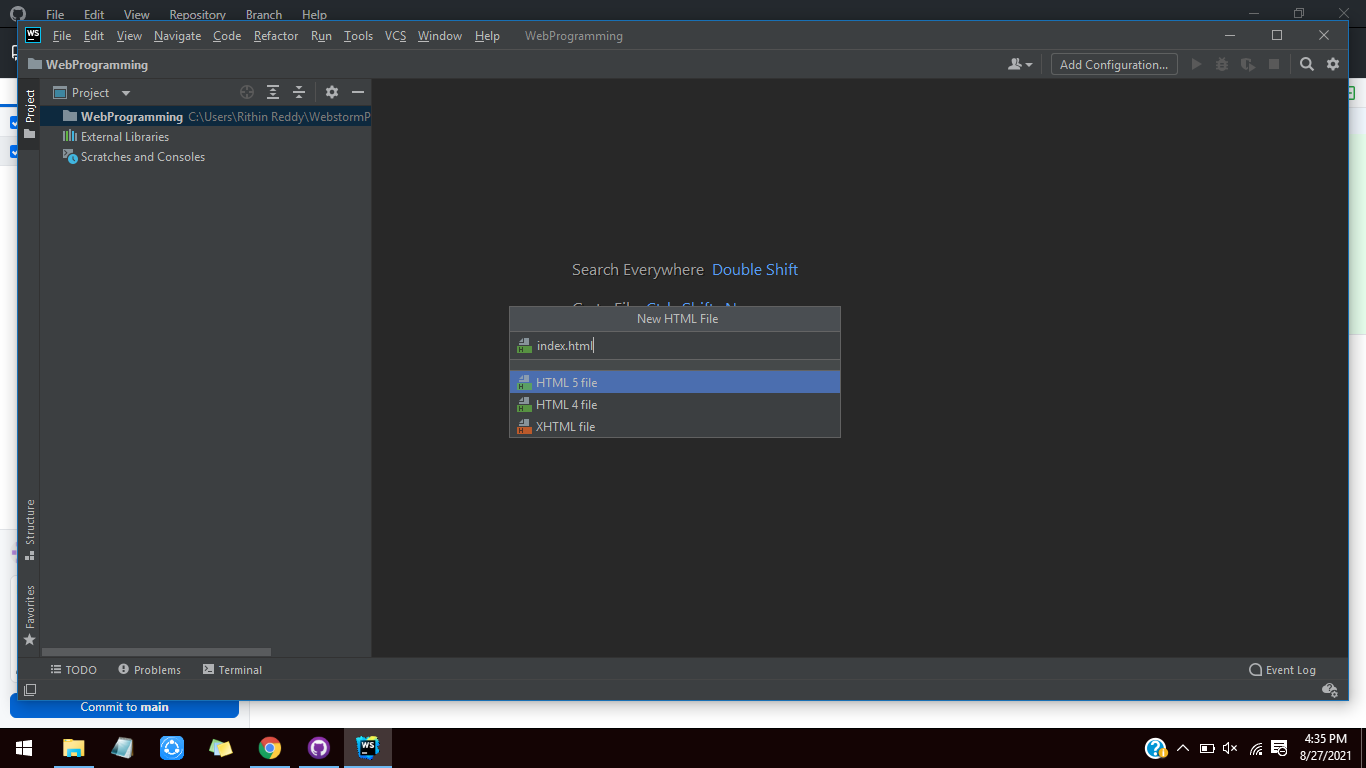 File Edit View Repository Branch Help
WS File Edit View Navigate Code Refactor Run Tools VCS Window Help WebProgramming
WebProgramming
Add Configuration...
Project
Project
WebProgramming C:\Users\Rithin Reddy\WebstormP
External Libraries
Scratches and Consoles
Search Everywhere Double Shift
New HTML File
index.html
HTML 5 file
HTML 4 file
XHTML file
Structure
Favorites
TODO Problems Terminal
Event Log
Commit to main
WS
4:35 PM
8/27/2021